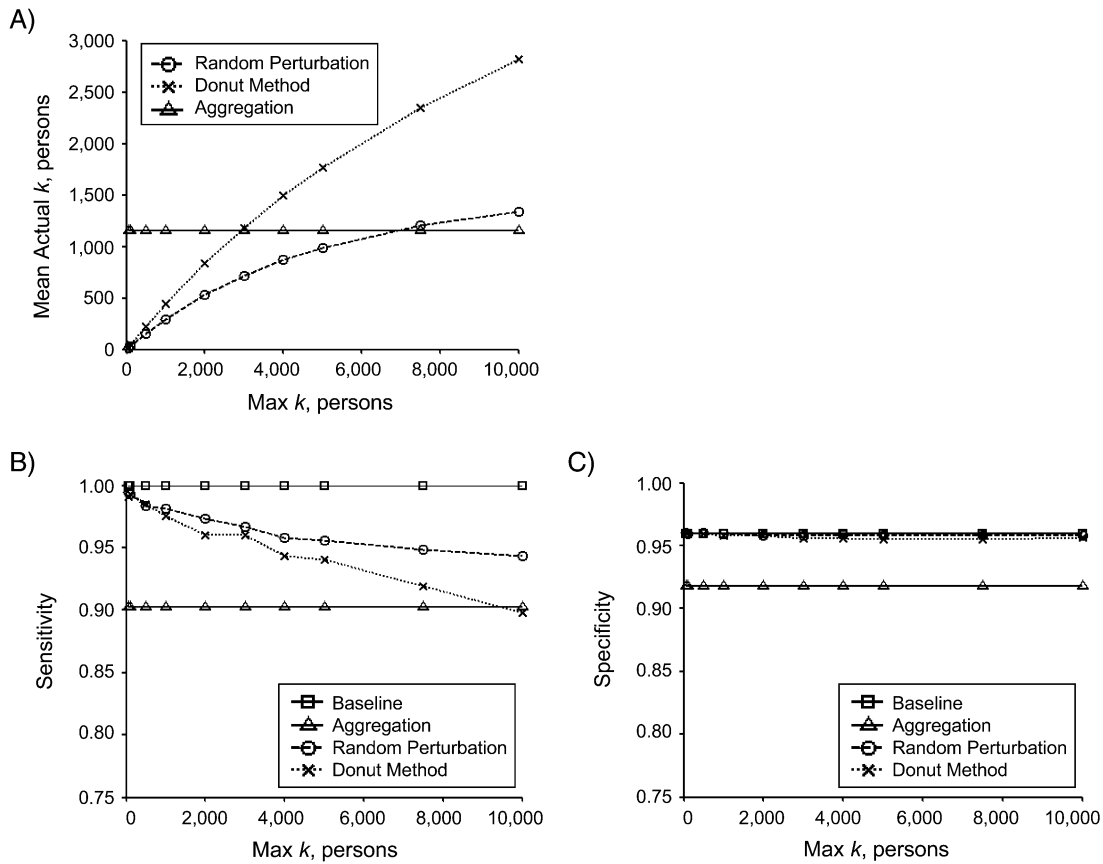 A)
3,000
2,500
2,000
1,500
1,000
500
0
Mean Actual k, persons
Random Perturbation
Donut Method
Aggregation
0 2,000 4,000 6,000 8,000 10,000
Max k, persons
B)
1.00
0.95
0.90
0.85
0.80
0.75
Sensitivity
Baseline
Aggregation
Random Perturbation
Donut Method
0 2,000 4,000 6,000 8,000 10,000
Max k, persons
C)
1.00
0.95
0.90
0.85
0.80
0.75
Specificity
Baseline
Aggregation
Random Perturbation
Donut Method
0 2,000 4,000 6,000 8,000 10,000
Max k, persons